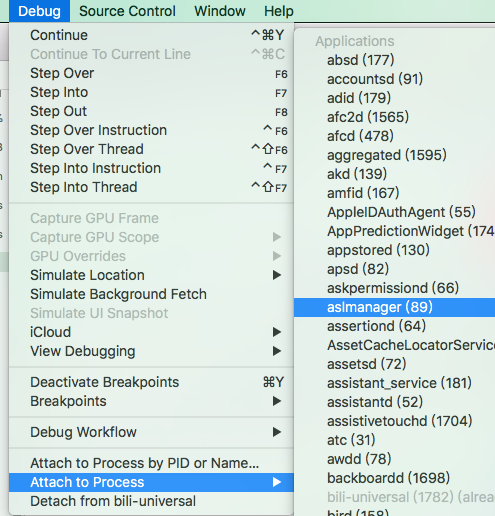 Debug Source Control Window Help
Continue ^⌘Y
Continue To Current Line ^⌘C
Step Over F6
Step Into F7
Step Out F8
Step Over Instruction ^F6
Step Over Thread ^⇧F6
Step Into Instruction ^F7
Step Into Thread ^⇧F7
Capture GPU Frame
Capture GPU Scope ▶
GPU Overrides ▶
Simulate Location ▶
Simulate Background Fetch
Simulate UI Snapshot
iCloud ▶
View Debugging ▶
Deactivate Breakpoints ⌘Y
Breakpoints ▶
Debug Workflow ▶
Attach to Process by PID or Name...
Attach to Process ▶
Detach from bili-universal
Applications
absd (177)
accountsd (91)
adid (179)
afc2d (1565)
afcd (478)
aggregated (1595)
akd (139)
amfid (167)
AppleIDAuthAgent (55)
AppPredictionWidget (174
appstored (130)
apsd (82)
askpermissiond (66)
aslmanager (89)
assertiond (64)
AssetCacheLocatorService
assetsd (72)
assistant_service (181)
assistantd (52)
assistivetouchd (1704)
atc (31)
awdd (78)
backboardd (1698)
bili-universal (1782) (alrea
bird (158)